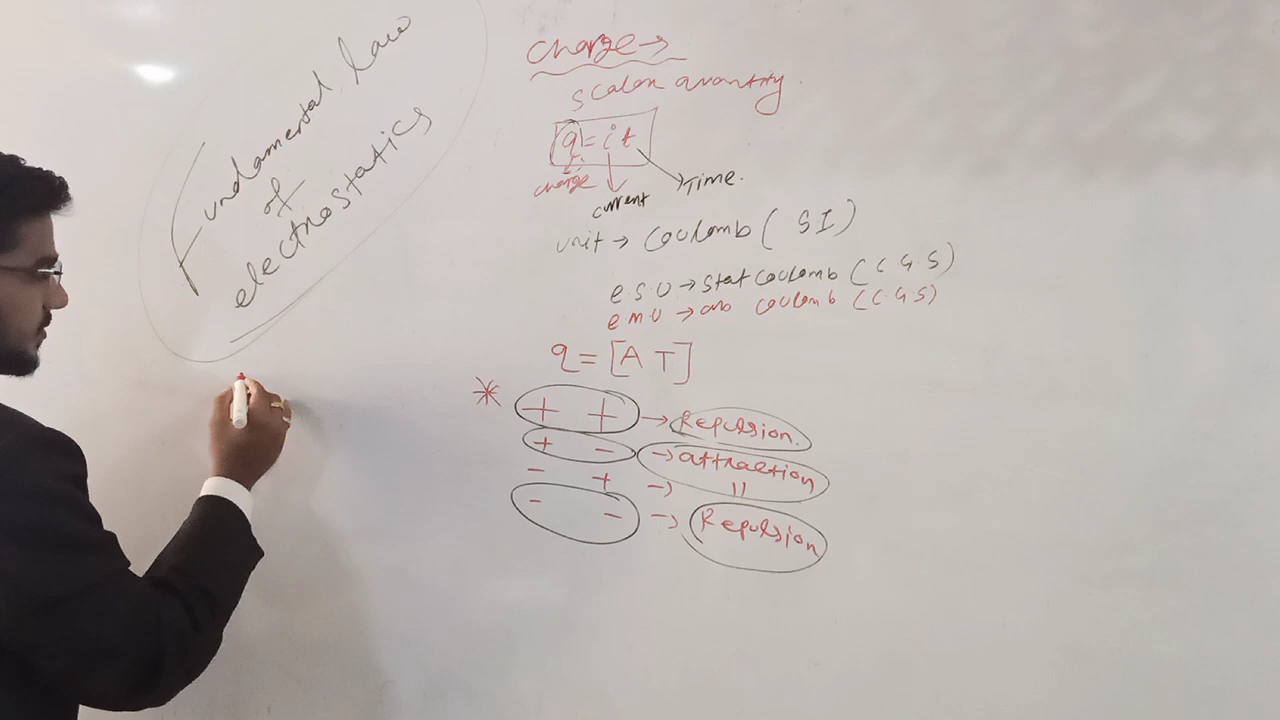 Fundamental law
of
electrostatics
Charge →
scalar quantity
q = i t
charge
current
Time.
unit → Coulomb ( SI )
e.s.u → stat coulomb ( C G.S )
e m u → ab coulomb ( C.G.S )
q = [A T]
* + + → Repulsion.
+ - → attraction
- + → "
- - → Repulsion